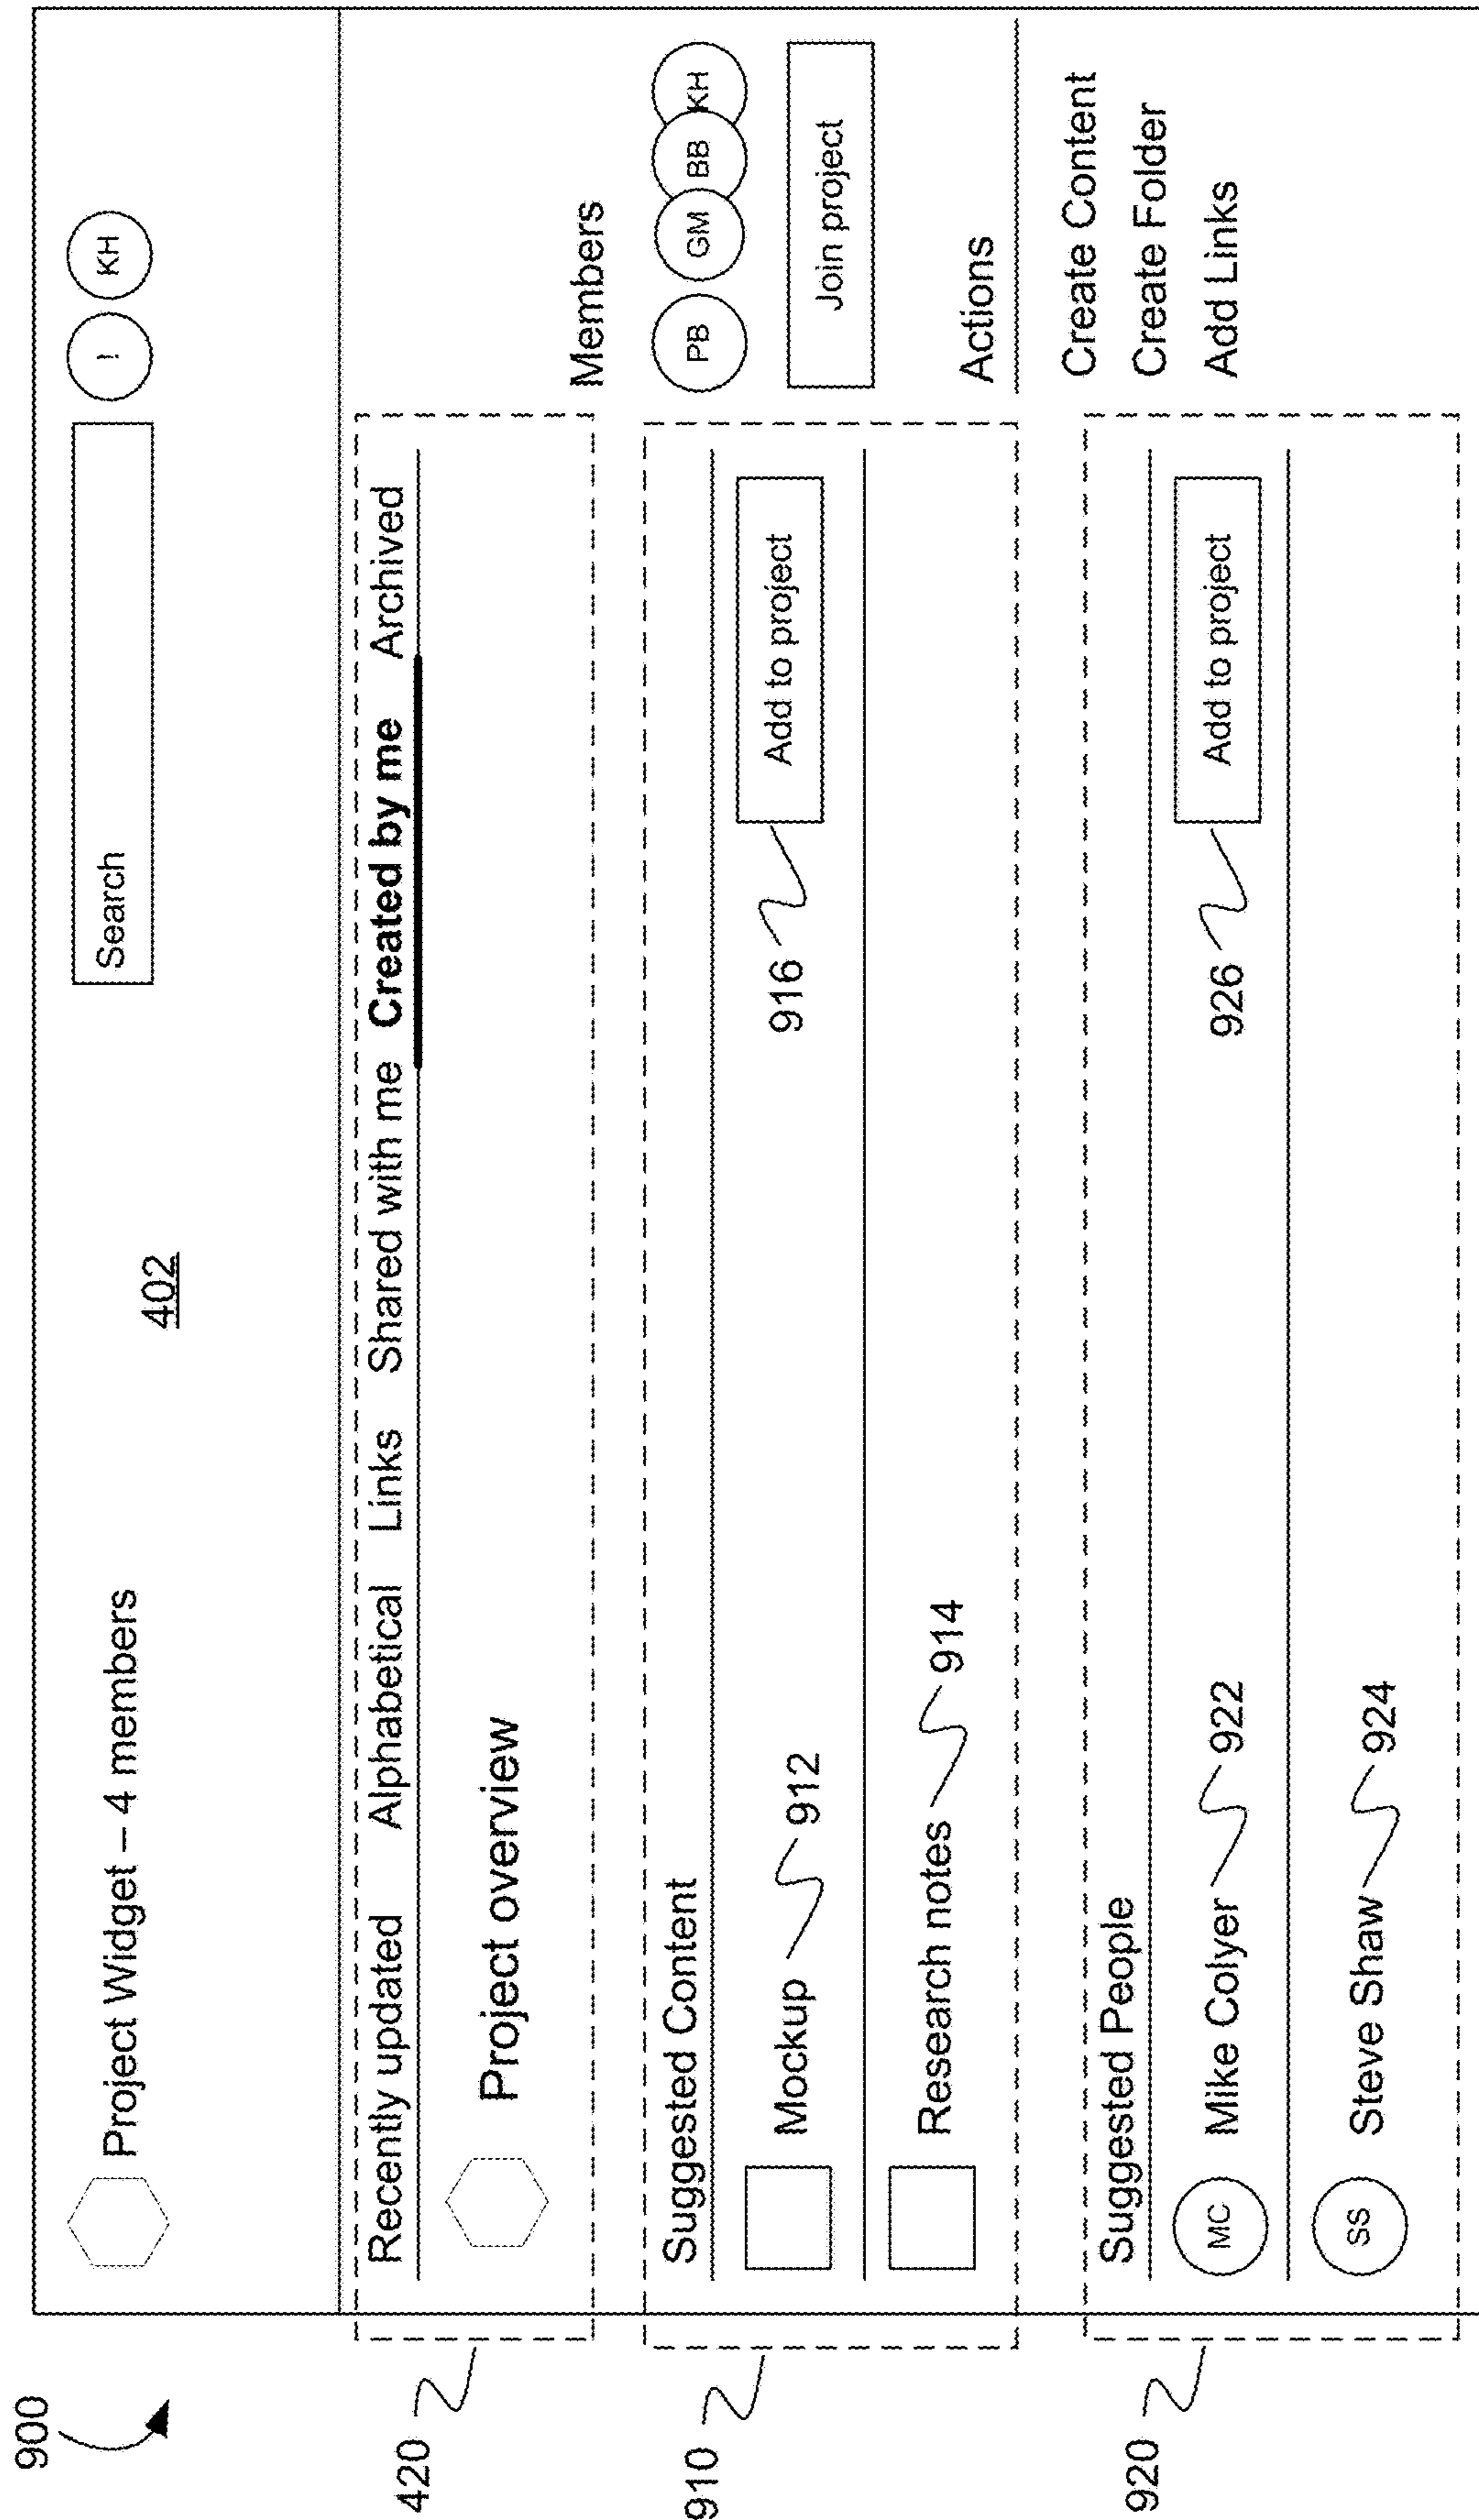 900
Project Widget – 4 members
402
Search
!
KH
420
Recently updated Alphabetical Links Shared with me Created by me Archived
Project overview
Members
910
Suggested Content
PB GM BB KH
Mockup 912
916
Add to project
Join project
Research notes 914
Actions
920
Suggested People
Create Content
Create Folder
Add Links
MC Mike Colyer 922
926
Add to project
SS Steve Shaw 924